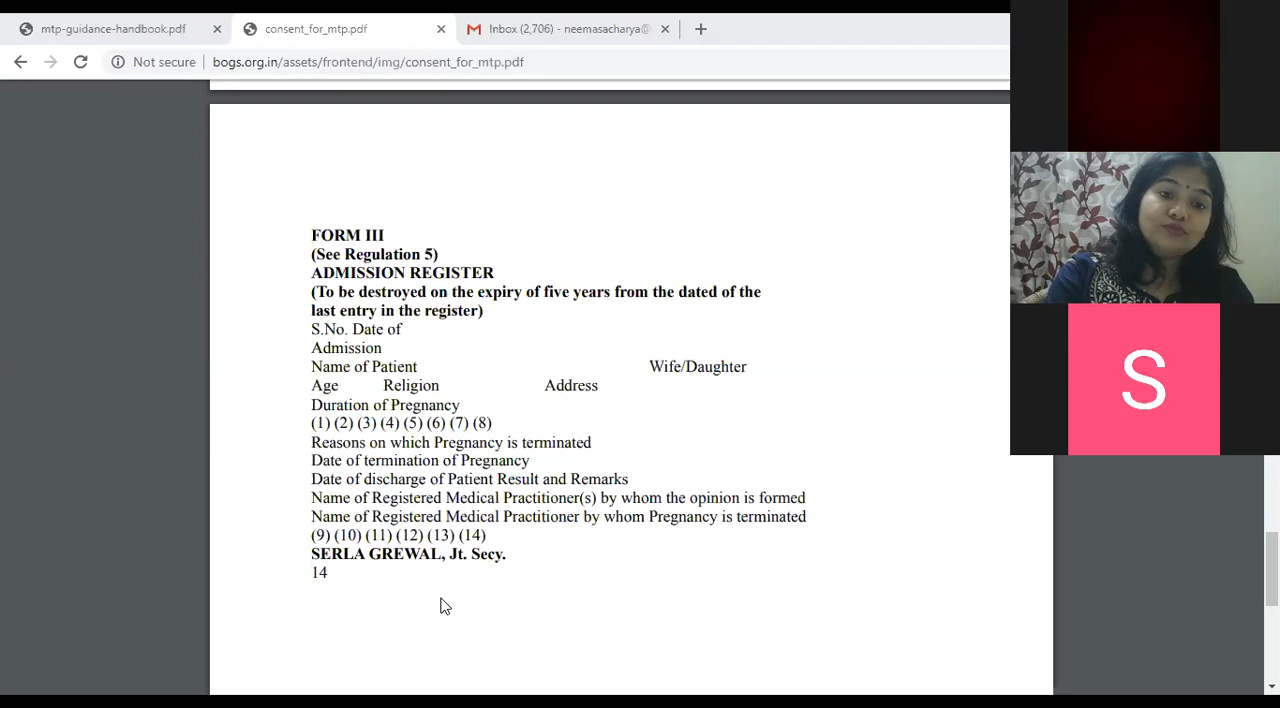 mtp-guidance-handbook.pdf
consent_for_mtp.pdf
Inbox (2,706) - neemasacharya@
Not secure
bogs.org.in/assets/frontend/img/consent_for_mtp.pdf
FORM III
(See Regulation 5)
ADMISSION REGISTER
(To be destroyed on the expiry of five years from the dated of the
last entry in the register)
S.No. Date of
Admission
Name of Patient Wife/Daughter
Age Religion Address
Duration of Pregnancy
(1) (2) (3) (4) (5) (6) (7) (8)
Reasons on which Pregnancy is terminated
Date of termination of Pregnancy
Date of discharge of Patient Result and Remarks
Name of Registered Medical Practitioner(s) by whom the opinion is formed
Name of Registered Medical Practitioner by whom Pregnancy is terminated
(9) (10) (11) (12) (13) (14)
SERLA GREWAL, Jt. Secy.
14
S